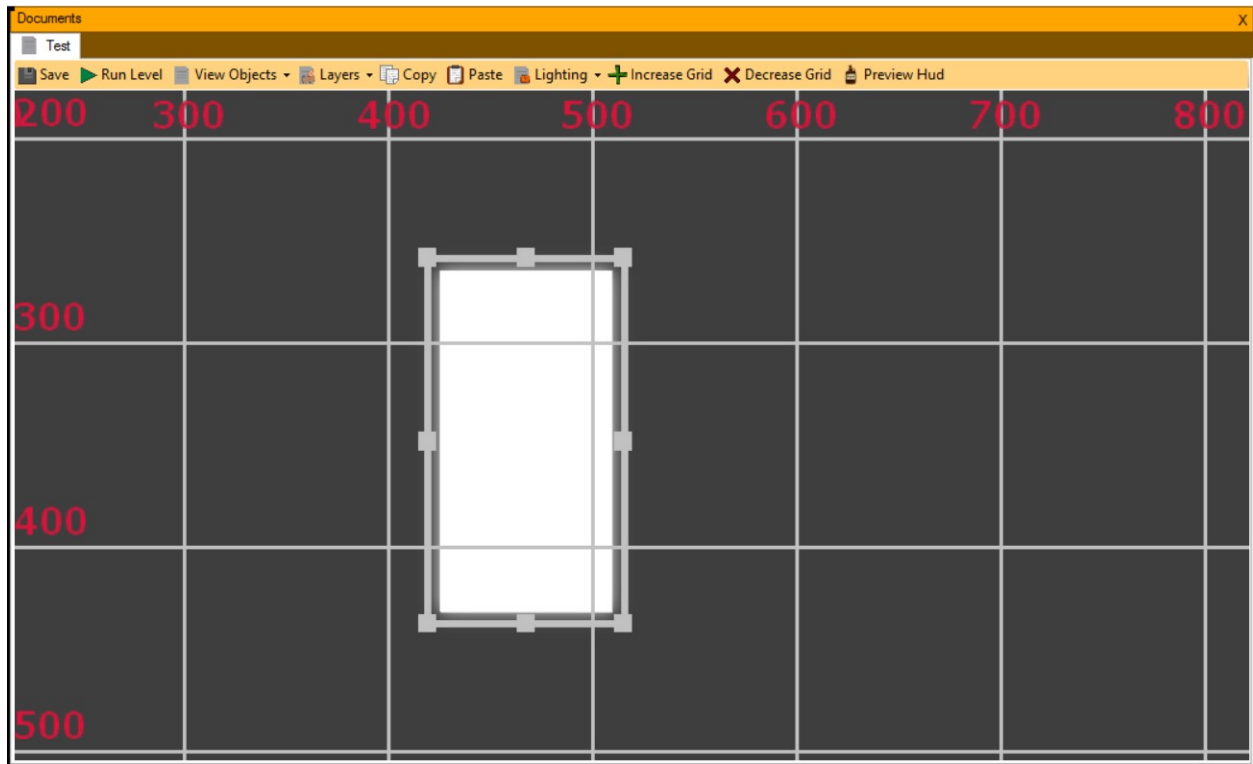 Documents X
Test
Save Run Level View Objects Layers Copy Paste Lighting Increase Grid Decrease Grid Preview Hud
200 300 400 500 600 700 800
300
400
500